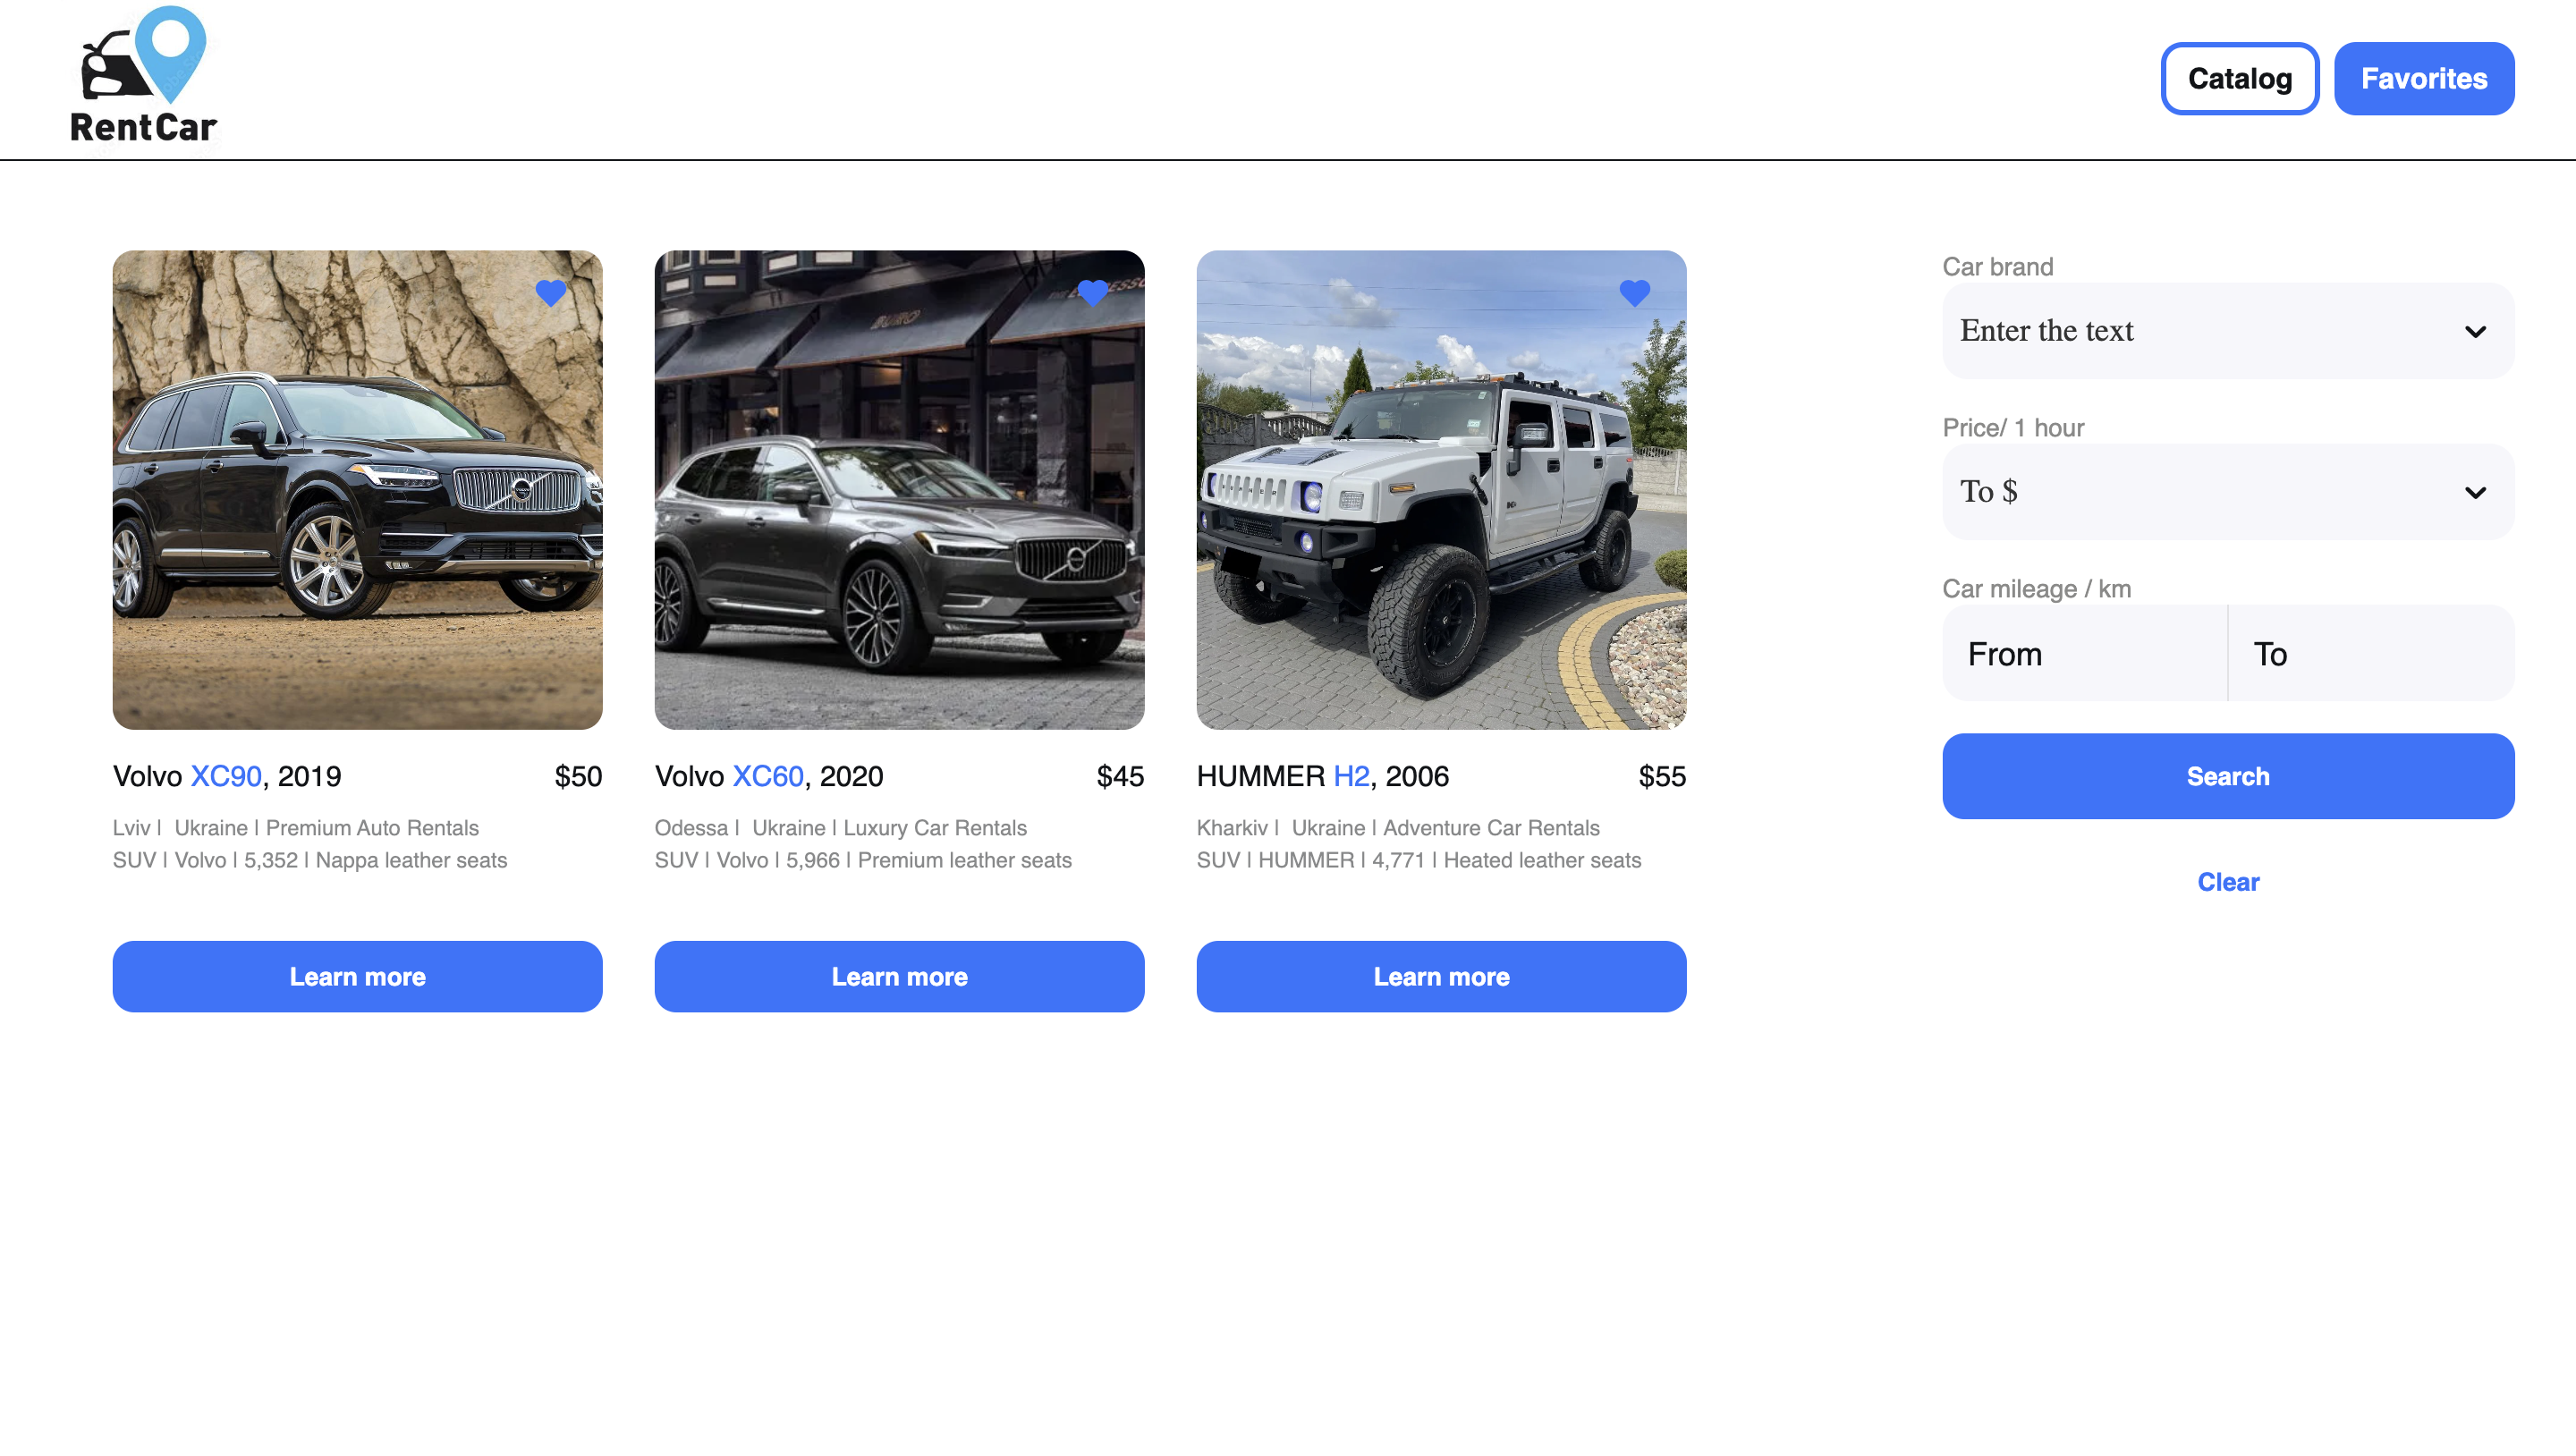 RentCar
Catalog
Favorites
Volvo XC90, 2019 $50
Lviv | Ukraine | Premium Auto Rentals
SUV | Volvo | 5,352 | Nappa leather seats
Learn more
BURO
Volvo XC60, 2020 $45
Odessa | Ukraine | Luxury Car Rentals
SUV | Volvo | 5,966 | Premium leather seats
Learn more
HUMMER H2, 2006 $55
Kharkiv | Ukraine | Adventure Car Rentals
SUV | HUMMER | 4,771 | Heated leather seats
Learn more
Car brand
Enter the text
Price/ 1 hour
To $
Car mileage / km
From
To
Search
Clear